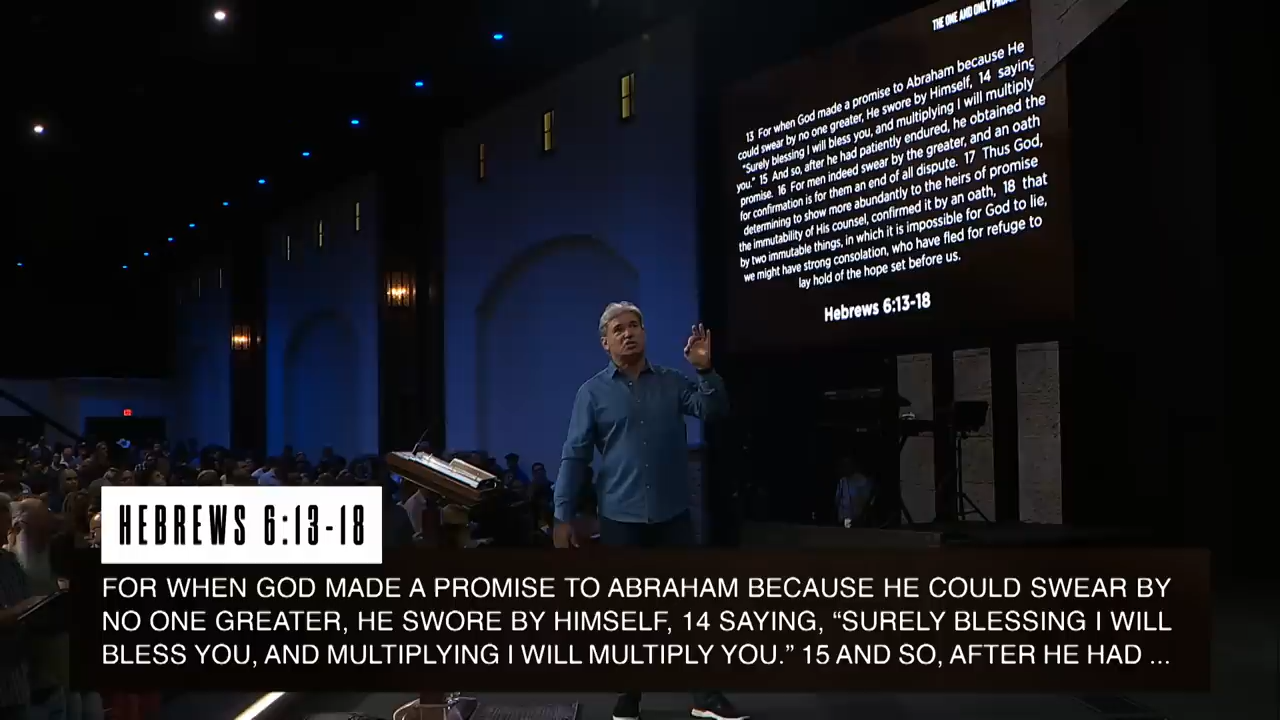 THE ONE AND ONLY
13 For when God made a promise to Abraham because He
could swear by no one greater, He swore by Himself, 14 saying
"Surely blessing I will bless you, and multiplying I will multiply
you." 15 And so, after he had patiently endured, he obtained the
promise. 16 For men indeed swear by the greater, and an oath
for confirmation is for them an end of all dispute. 17 Thus God,
determining to show more abundantly to the heirs of promise
the immutability of His counsel, confirmed it by an oath, 18 that
by two immutable things, in which it is impossible for God to lie,
we might have strong consolation, who have fled for refuge to
lay hold of the hope set before us.
Hebrews 6:13-18
HEBREWS 6:13-18
FOR WHEN GOD MADE A PROMISE TO ABRAHAM BECAUSE HE COULD SWEAR BY
NO ONE GREATER, HE SWORE BY HIMSELF, 14 SAYING, “SURELY BLESSING I WILL
BLESS YOU, AND MULTIPLYING I WILL MULTIPLY YOU.” 15 AND SO, AFTER HE HAD ...